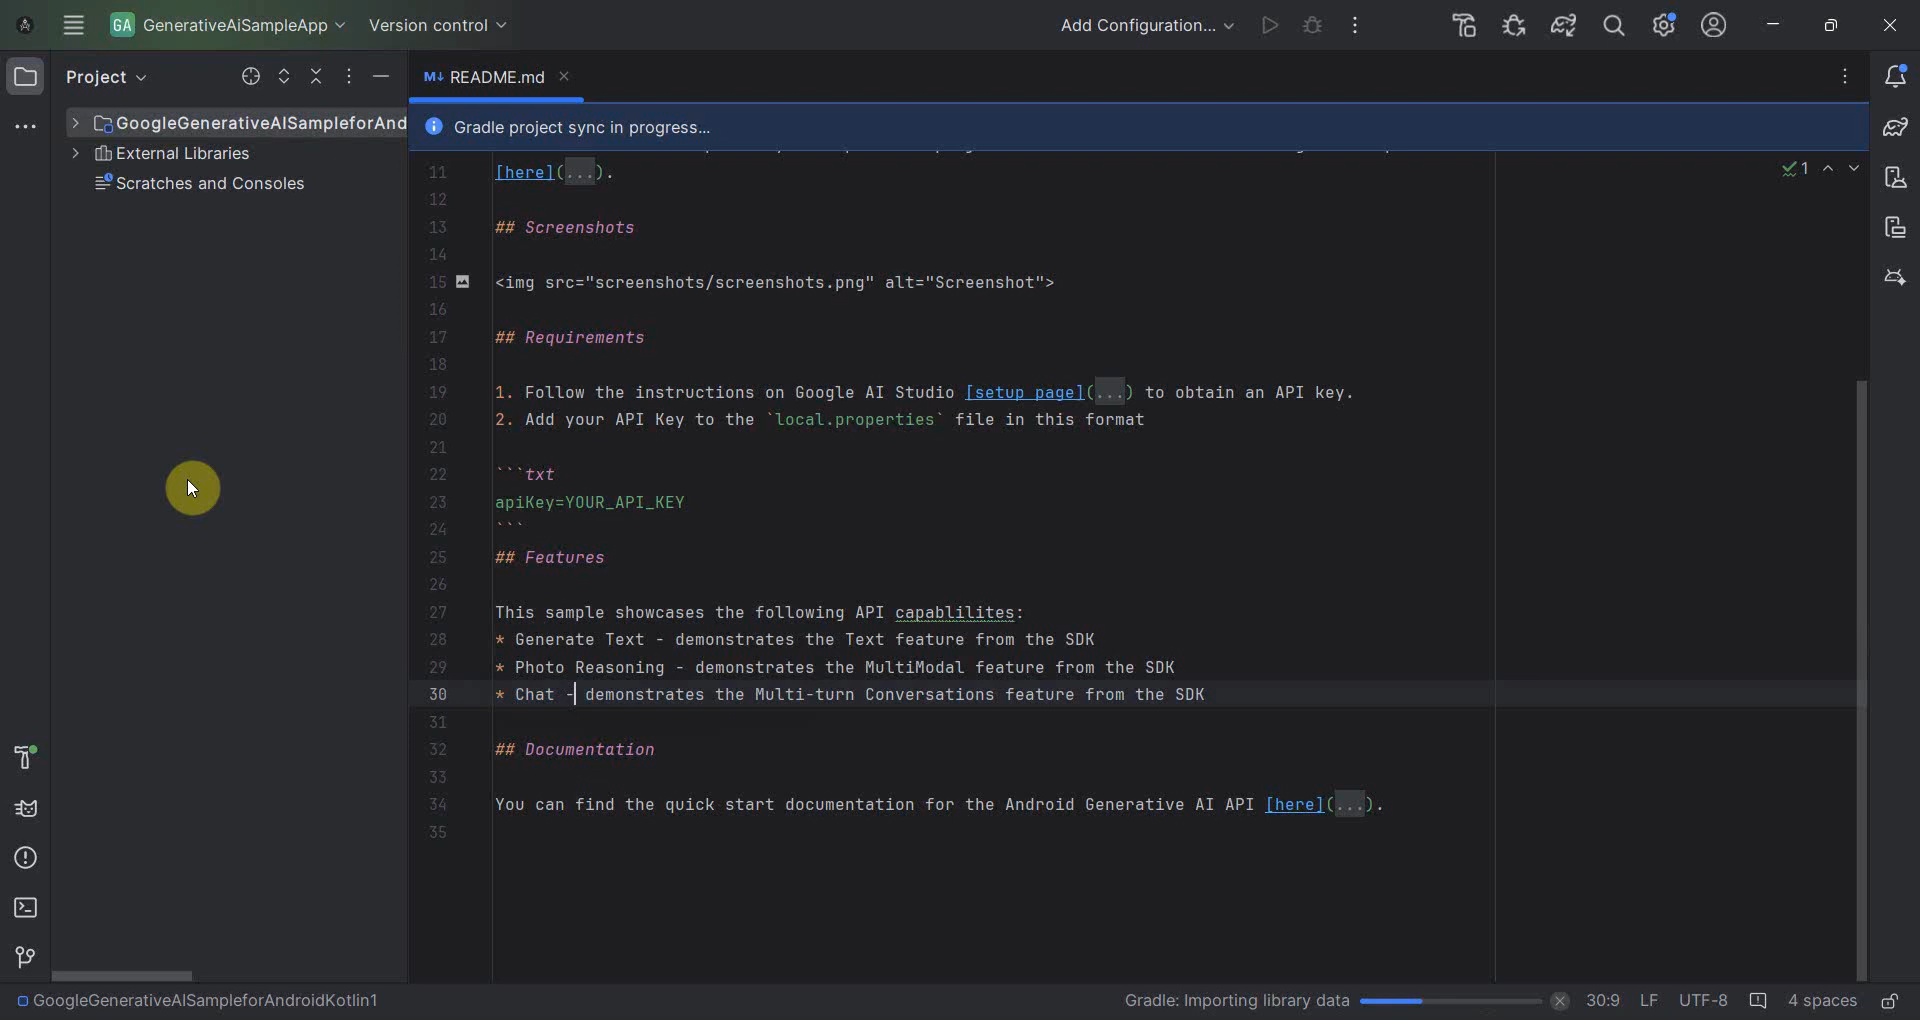 GA GenerativeAiSampleApp Version control Add Configuration...
Project
M↓ README.md
GoogleGenerativeAISampleforAnd
External Libraries
Scratches and Consoles
Gradle project sync in progress...
11 [here](...).
12
13 ## Screenshots
14
15 <img src="screenshots/screenshots.png" alt="Screenshot">
16
17 ## Requirements
18
19 1. Follow the instructions on Google AI Studio [setup page](...) to obtain an API key.
20 2. Add your API Key to the `local.properties` file in this format
21
22 ```txt
23 apiKey=YOUR_API_KEY
24 ```
25 ## Features
26
27 This sample showcases the following API capablilites:
28 * Generate Text - demonstrates the Text feature from the SDK
29 * Photo Reasoning - demonstrates the MultiModal feature from the SDK
30 * Chat - demonstrates the Multi-turn Conversations feature from the SDK
31
32 ## Documentation
33
34 You can find the quick start documentation for the Android Generative AI API [here](...).
35
1
GoogleGenerativeAISampleforAndroidKotlin1
Gradle: Importing library data 30:9 LF UTF-8 4 spaces